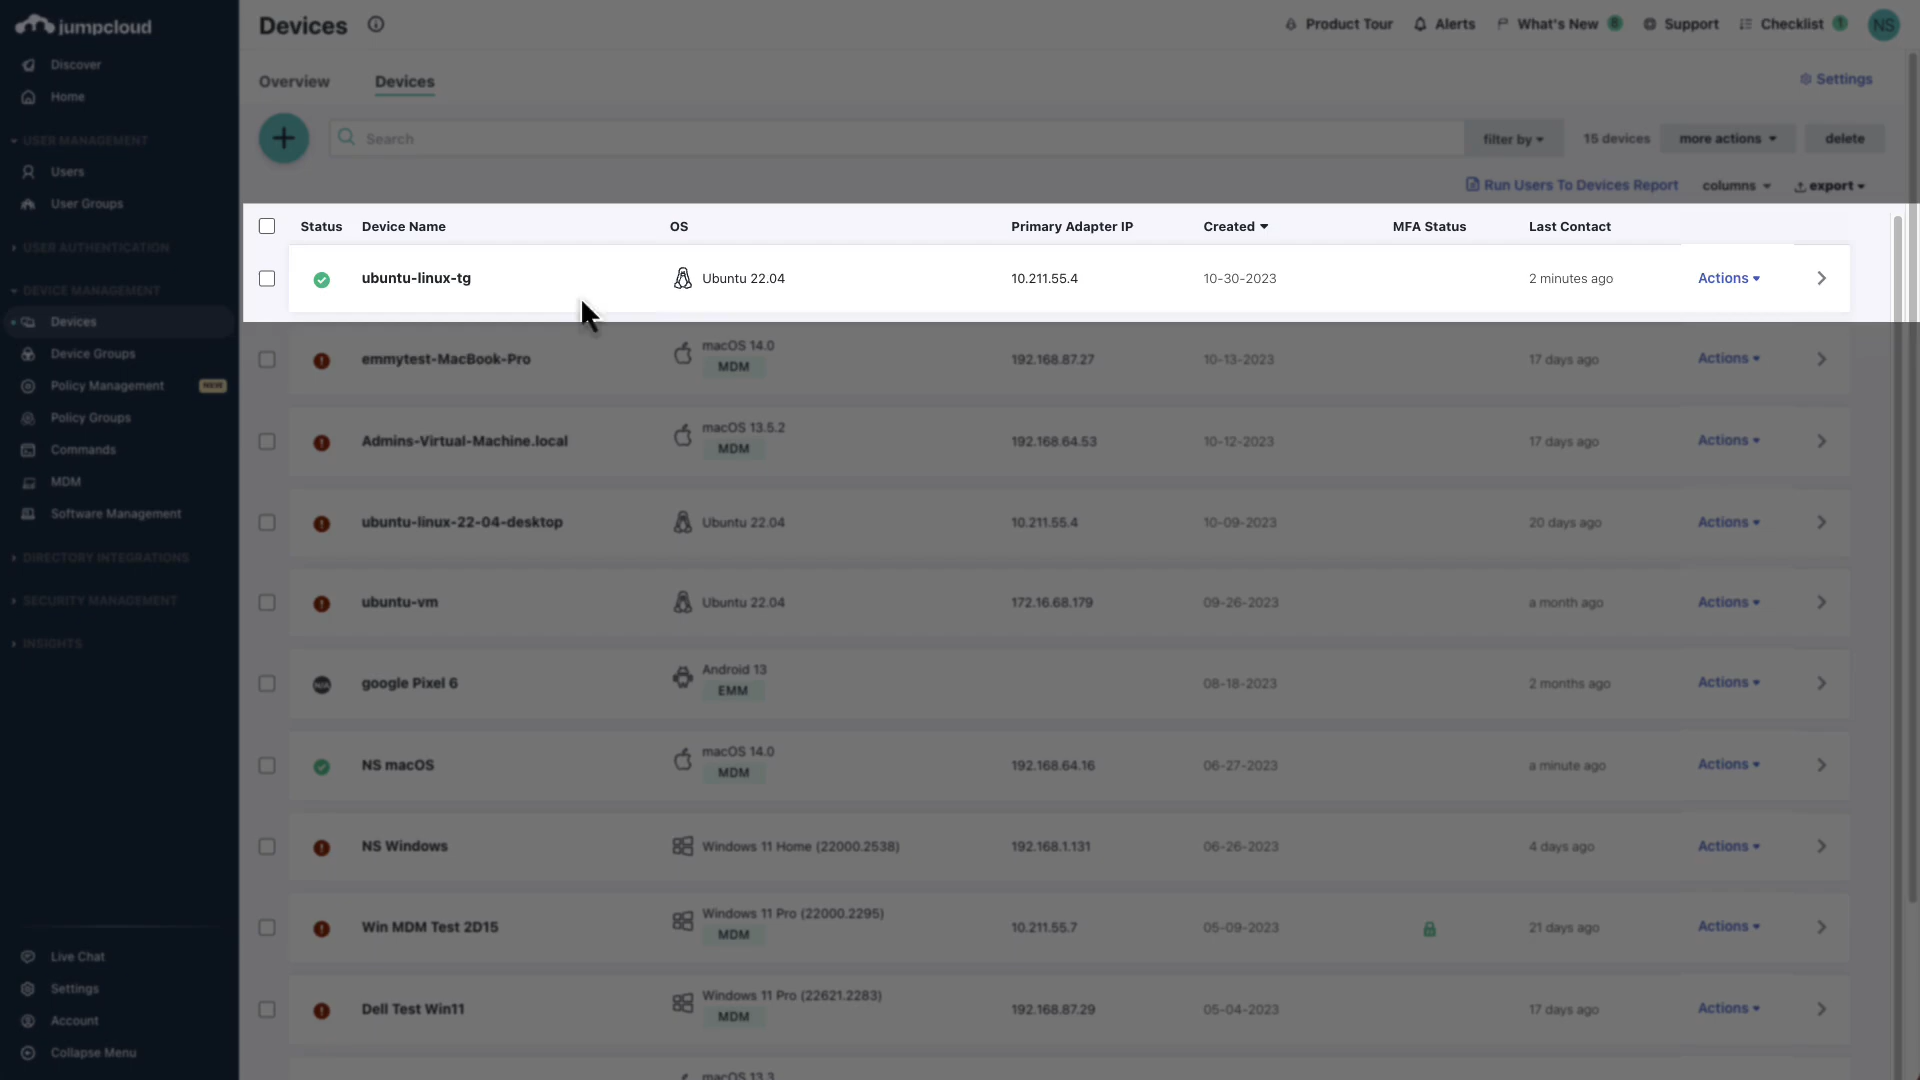 jumpcloud
Devices
Product Tour
Alerts
What's New 8
Support
Checklist 1
NS
Discover
Home
USER MANAGEMENT
Users
User Groups
USER AUTHENTICATION
DEVICE MANAGEMENT
Devices
Device Groups
Policy Management NEW
Policy Groups
Commands
MDM
Software Management
DIRECTORY INTEGRATIONS
SECURITY MANAGEMENT
INSIGHTS
Live Chat
Settings
Account
Collapse Menu
Overview Devices
Settings
Search
filter by
15 devices
more actions
delete
Run Users To Devices Report
columns
export
Status Device Name OS Primary Adapter IP Created MFA Status Last Contact
ubuntu-linux-tg Ubuntu 22.04 10.211.55.4 10-30-2023 2 minutes ago Actions
emmytest-MacBook-Pro macOS 14.0 192.168.87.27 10-13-2023 17 days ago Actions
MDM
Admins-Virtual-Machine.local macOS 13.5.2 192.168.64.53 10-12-2023 17 days ago Actions
MDM
ubuntu-linux-22-04-desktop Ubuntu 22.04 10.211.55.4 10-09-2023 20 days ago Actions
ubuntu-vm Ubuntu 22.04 172.16.68.179 09-26-2023 a month ago Actions
N/A google Pixel 6 Android 13 08-18-2023 2 months ago Actions
EMM
NS macOS macOS 14.0 192.168.64.16 06-27-2023 a minute ago Actions
MDM
NS Windows Windows 11 Home (22000.2538) 192.168.1.131 06-26-2023 4 days ago Actions
Win MDM Test 2D15 Windows 11 Pro (22000.2295) 10.211.55.7 05-09-2023 21 days ago Actions
MDM
Dell Test Win11 Windows 11 Pro (22621.2283) 192.168.87.29 05-04-2023 17 days ago Actions
MDM
macOS 13.3